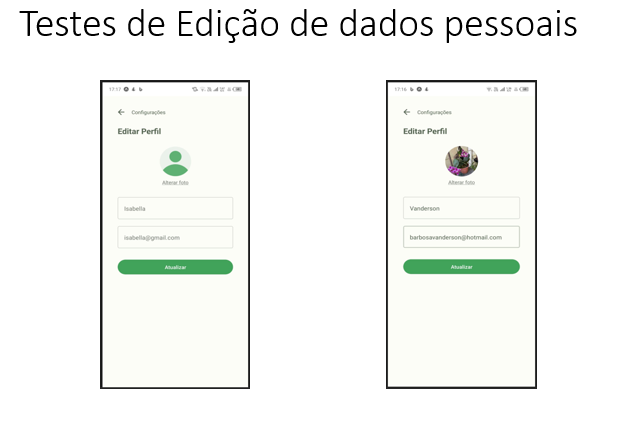 Testes de Edição de dados pessoais
17:17
Configurações
Editar Perfil
Alterar foto
Isabella
isabella@gmail.com
Atualizar
17:16
Configurações
Editar Perfil
Alterar foto
Vanderson
barbosavanderson@hotmail.com
Atualizar